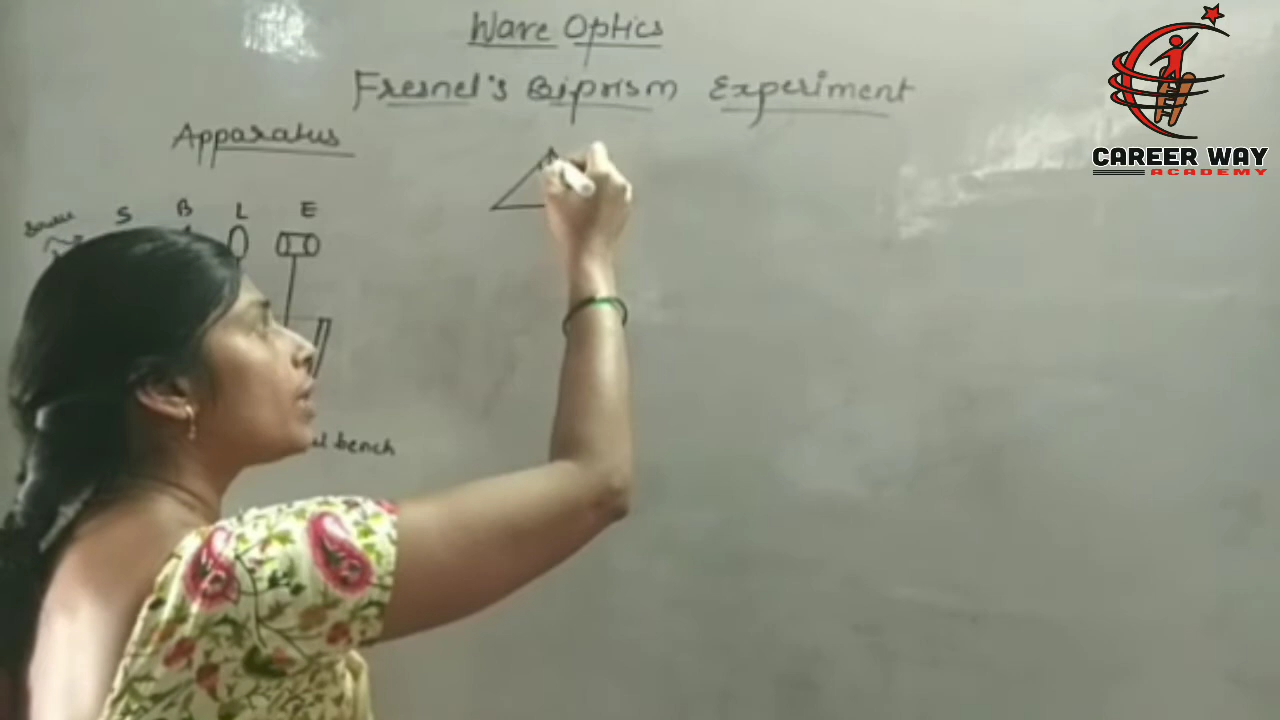 Wave Optics
Fresnel's Biprism Experiment
Apparatus
S B L E
bench
CAREER WAY
ACADEMY